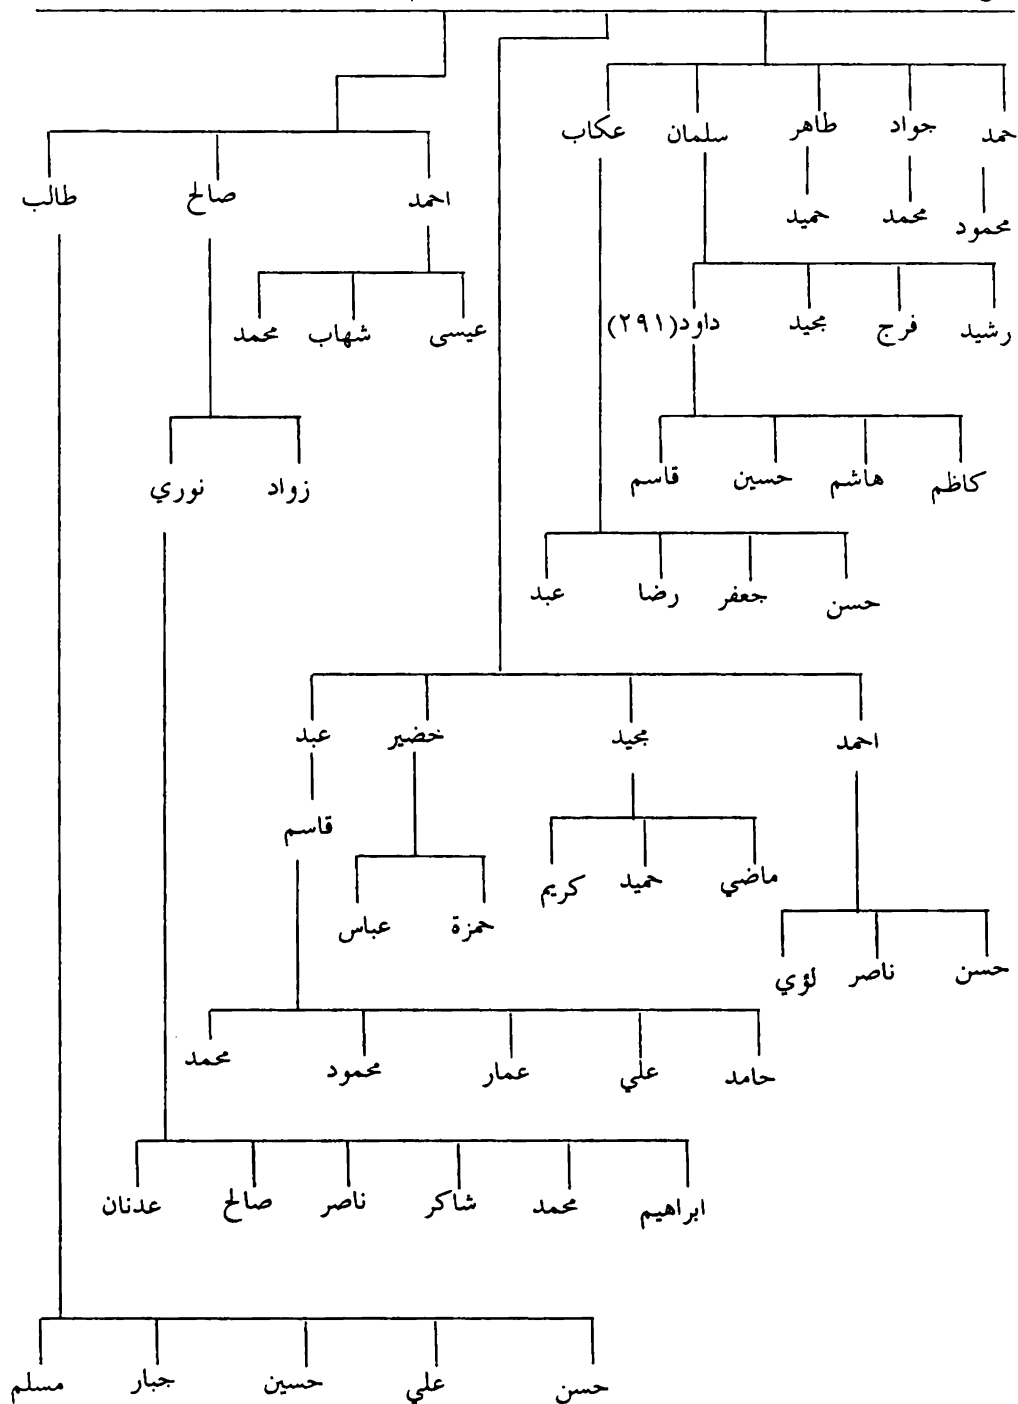 حمد جواد طاهر سلمان عكاب
محمود محمد حميد
احمد صالح طالب
رشيد فرج مجيد داود (٢٩١)
عيسى شهاب محمد
كاظم هاشم حسين قاسم
زواد نوري
حسن جعفر رضا عبد
احمد مجيد خضير عبد
قاسم
ماضي حميد كريم
حمزة عباس
حسن ناصر لؤي
حامد علي عمار محمود محمد
ابراهيم محمد شاكر ناصر صالح عدنان
حسن علي حسين جبار مسلم